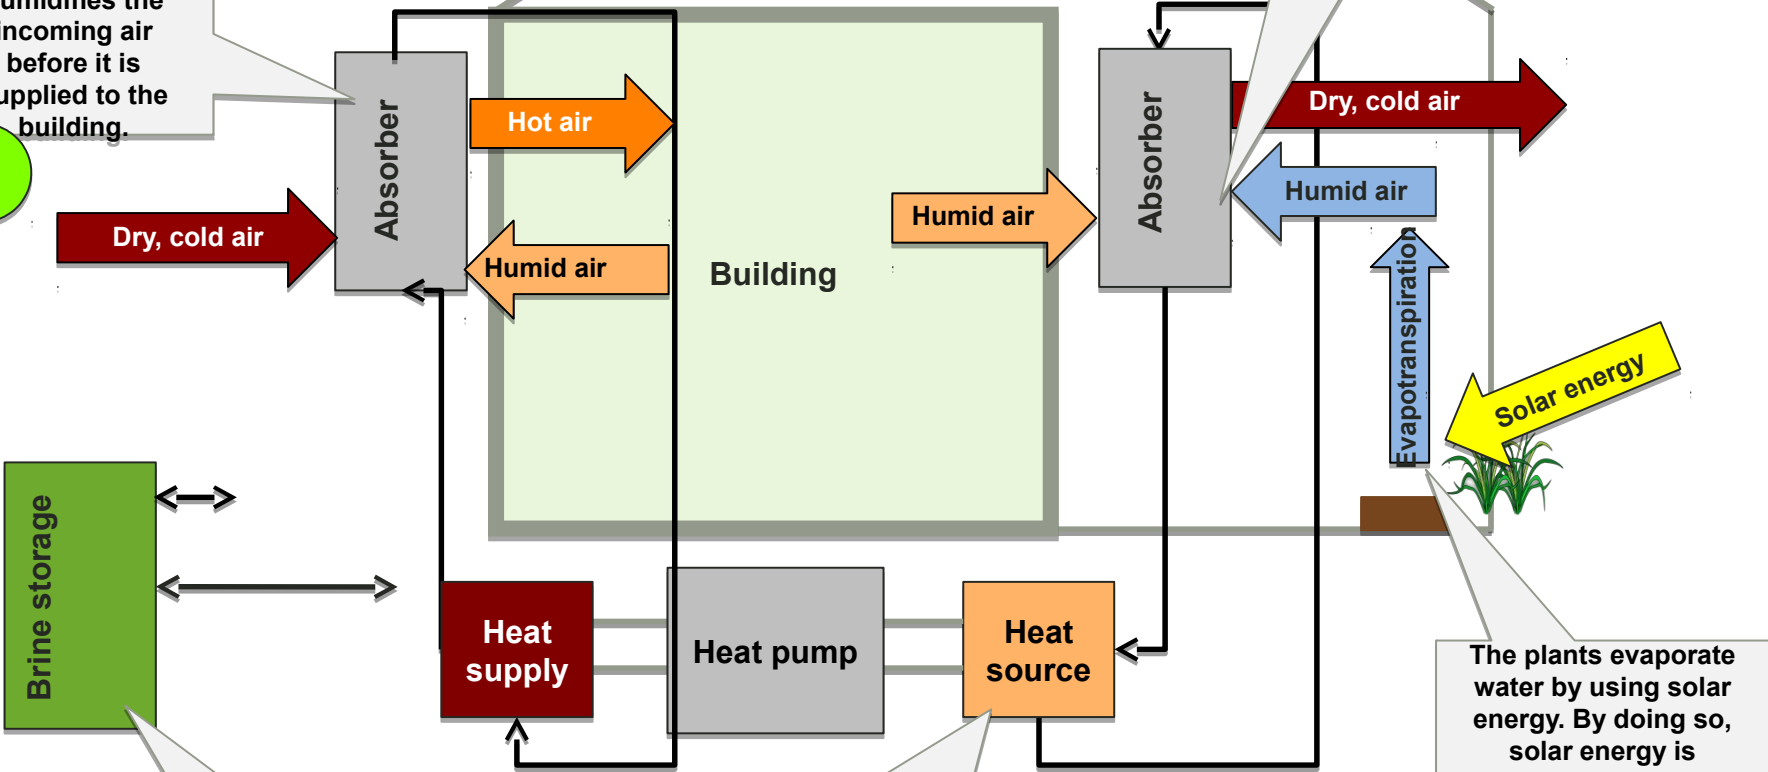 incoming air
before it is
supplied to the
building.
Absorber
Hot air
Dry, cold air
Humid air
Building
Humid air
Absorber
Dry, cold air
Humid air
Evapotranspiration
Solar energy
Brine storage
Heat
supply
Heat pump
Heat
source
The plants evaporate
water by using solar
energy. By doing so,
solar energy is